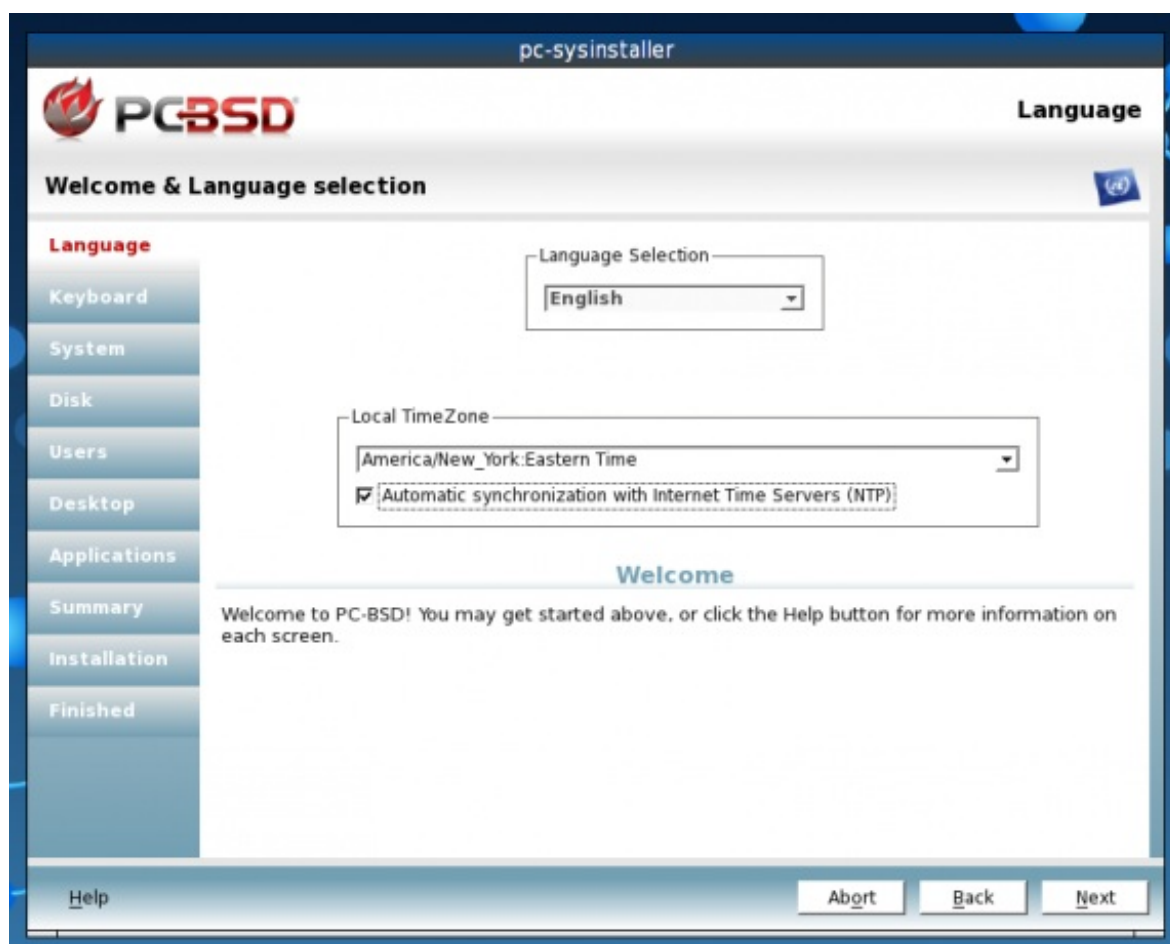 pc-sysinstaller
PC-BSD
Language
Welcome & Language selection
Language
Keyboard
System
Disk
Users
Desktop
Applications
Summary
Installation
Finished
Language Selection
English
Local TimeZone
America/New_York:Eastern Time
Automatic synchronization with Internet Time Servers (NTP)
Welcome
Welcome to PC-BSD! You may get started above, or click the Help button for more information on
each screen.
Help
Abort
Back
Next